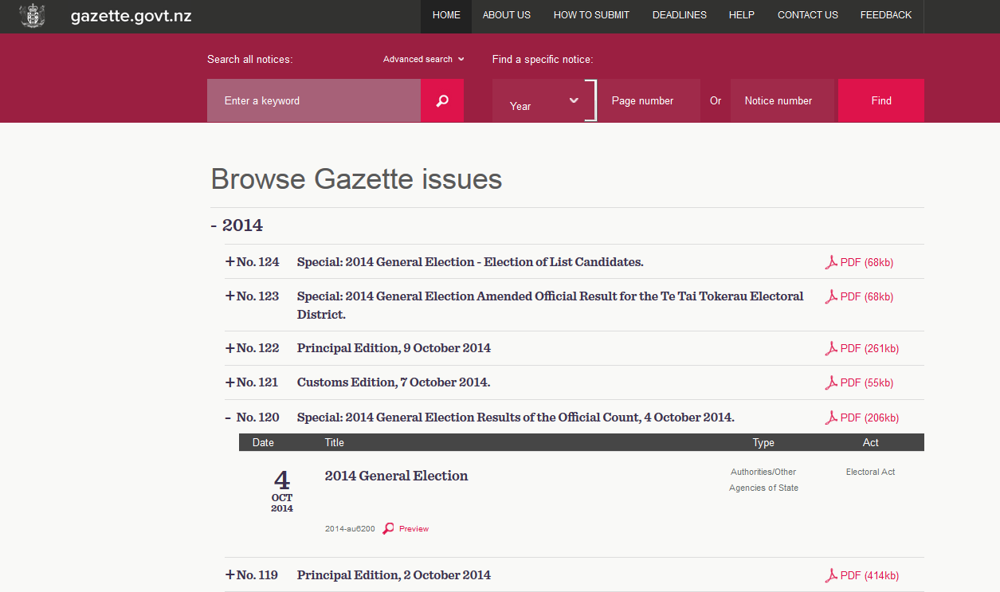 gazette.govt.nz
HOME ABOUT US HOW TO SUBMIT DEADLINES HELP CONTACT US FEEDBACK
Search all notices: Advanced search Find a specific notice:
Enter a keyword Year Page number Or Notice number Find
Browse Gazette issues
- 2014
+ No. 124 Special: 2014 General Election - Election of List Candidates. PDF (68kb)
+ No. 123 Special: 2014 General Election Amended Official Result for the Te Tai Tokerau Electoral PDF (68kb)
District.
+ No. 122 Principal Edition, 9 October 2014 PDF (261kb)
+ No. 121 Customs Edition, 7 October 2014. PDF (55kb)
- No. 120 Special: 2014 General Election Results of the Official Count, 4 October 2014. PDF (206kb)
Date Title Type Act
4 2014 General Election Authorities/Other Electoral Act
OCT Agencies of State
2014
2014-au6200 Preview
+ No. 119 Principal Edition, 2 October 2014 PDF (414kb)